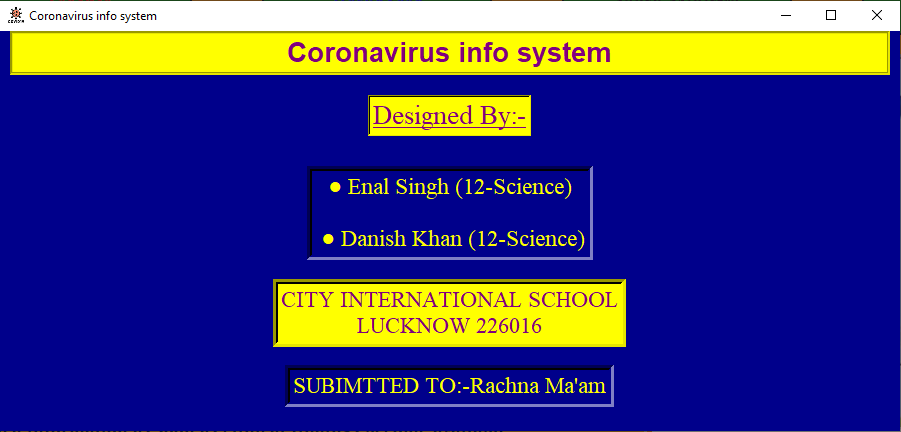 Coronavirus info system
Coronavirus info system
Designed By:-
● Enal Singh (12-Science)
● Danish Khan (12-Science)
CITY INTERNATIONAL SCHOOL
LUCKNOW 226016
SUBIMTTED TO:-Rachna Ma'am